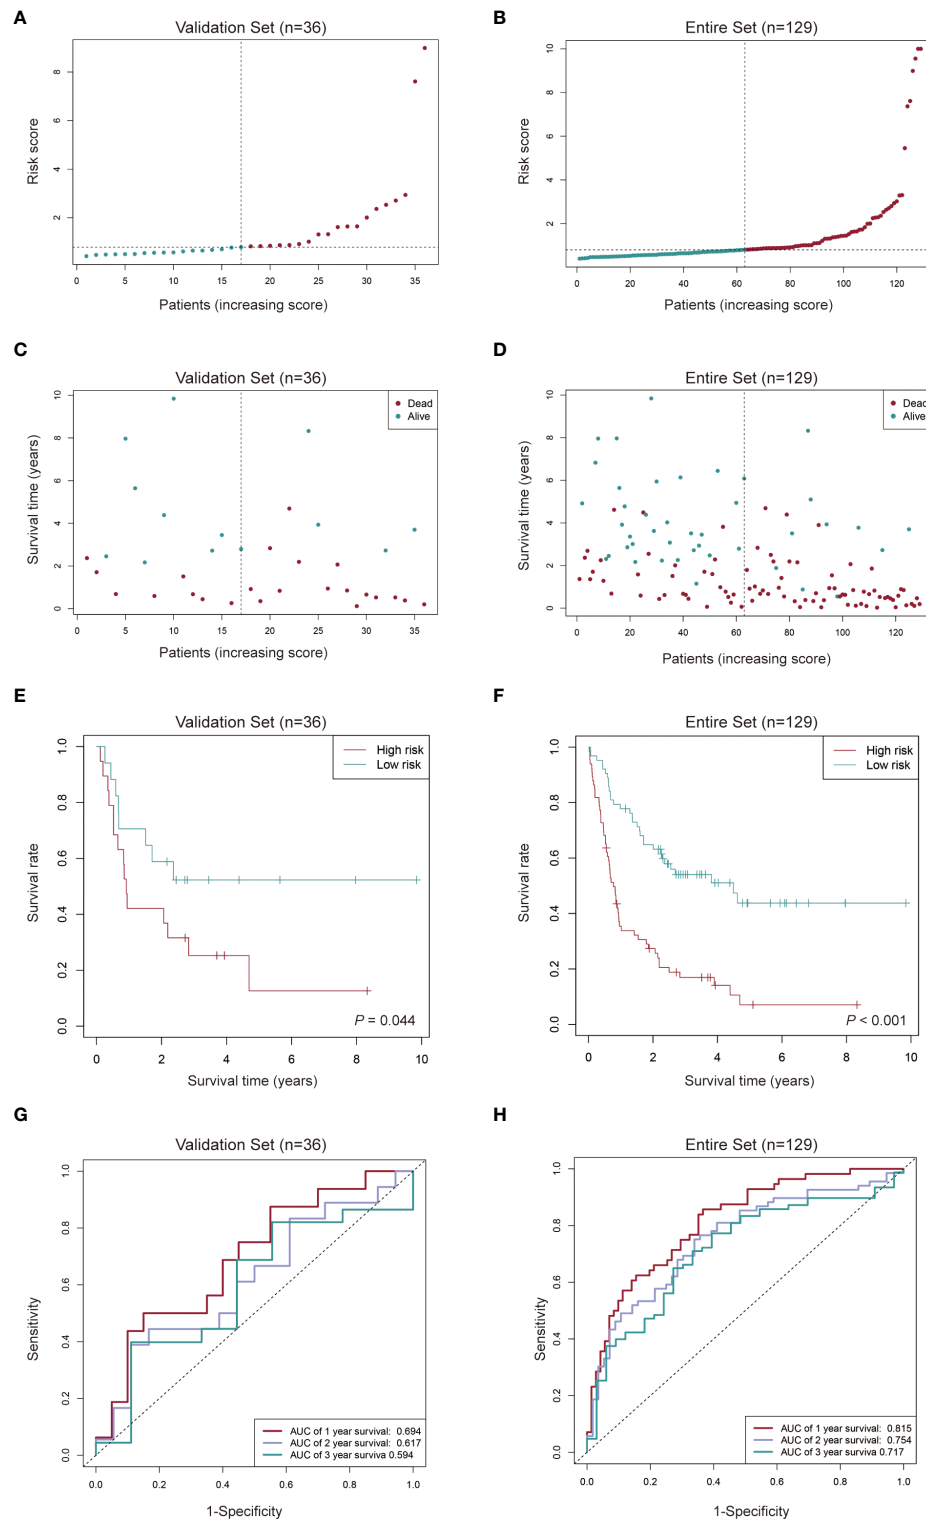 A
Validation Set (n=36)
Risk score
2
4
6
8
0
5
10
15
20
25
30
35
Patients (increasing score)
B
Entire Set (n=129)
Risk score
2
4
6
8
10
0
20
40
60
80
100
120
Patients (increasing score)
C
Validation Set (n=36)
Survival time (years)
0
2
4
6
8
10
Dead
Alive
0
5
10
15
20
25
30
35
Patients (increasing score)
D
Entire Set (n=129)
Survival time (years)
0
2
4
6
8
10
Dead
Alive
0
20
40
60
80
100
120
Patients (increasing score)
E
Validation Set (n=36)
Survival rate
0.0
0.2
0.4
0.6
0.8
1.0
High risk
Low risk
P = 0.044
0
2
4
6
8
10
Survival time (years)
F
Entire Set (n=129)
Survival rate
0.0
0.2
0.4
0.6
0.8
1.0
High risk
Low risk
P < 0.001
0
2
4
6
8
10
Survival time (years)
G
Validation Set (n=36)
Sensitivity
0.0
0.2
0.4
0.6
0.8
1.0
AUC of 1 year survival: 0.694
AUC of 2 year survival: 0.617
AUC of 3 year surviva 0.594
0.0
0.2
0.4
0.6
0.8
1.0
1-Specificity
H
Entire Set (n=129)
Sensitivity
0.0
0.2
0.4
0.6
0.8
1.0
AUC of 1 year survival: 0.815
AUC of 2 year survival: 0.754
AUC of 3 year surviva 0.717
0.0
0.2
0.4
0.6
0.8
1.0
1-Specificity